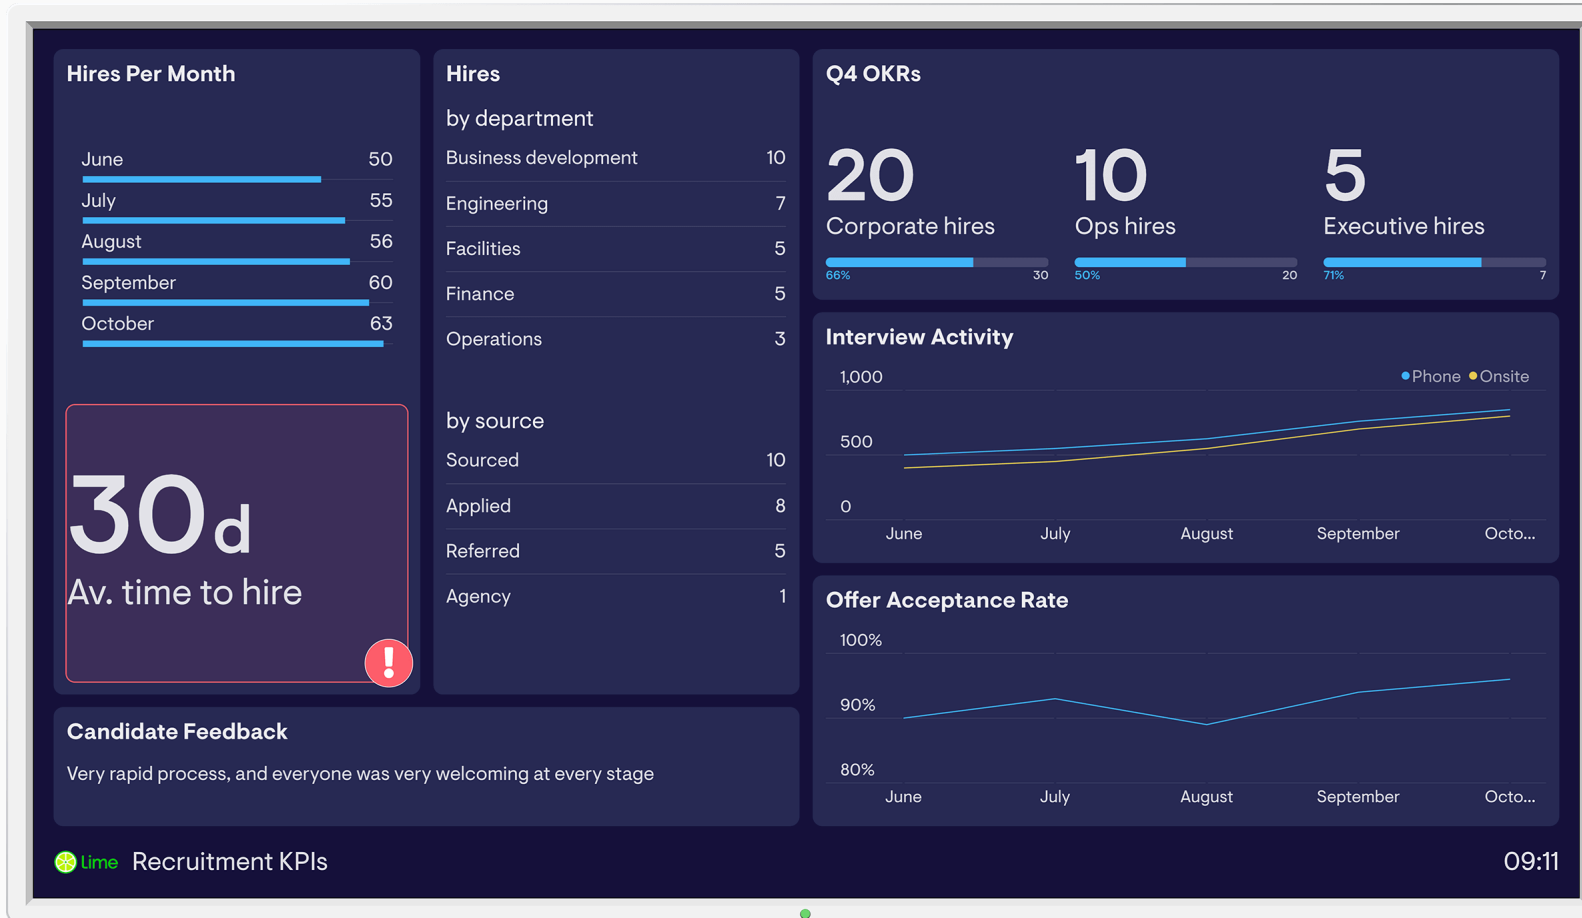 Hires Per Month
June 50
July 55
August 56
September 60
October 63
30d
Av. time to hire
!
Hires
by department
Business development 10
Engineering 7
Facilities 5
Finance 5
Operations 3
by source
Sourced 10
Applied 8
Referred 5
Agency 1
Candidate Feedback
Very rapid process, and everyone was very welcoming at every stage
Q4 OKRs
20
Corporate hires
66% 30
10
Ops hires
50% 20
5
Executive hires
71% 7
Interview Activity
Phone Onsite
1,000
500
0
June July August September Octo...
Offer Acceptance Rate
100%
90%
80%
June July August September Octo...
Lime Recruitment KPIs
09:11